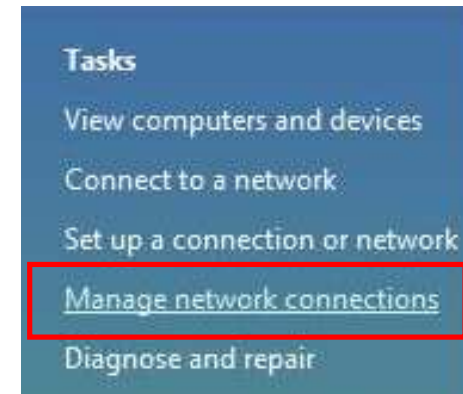 Tasks
View computers and devices
Connect to a network
Set up a connection or network
Manage network connections
Diagnose and repair